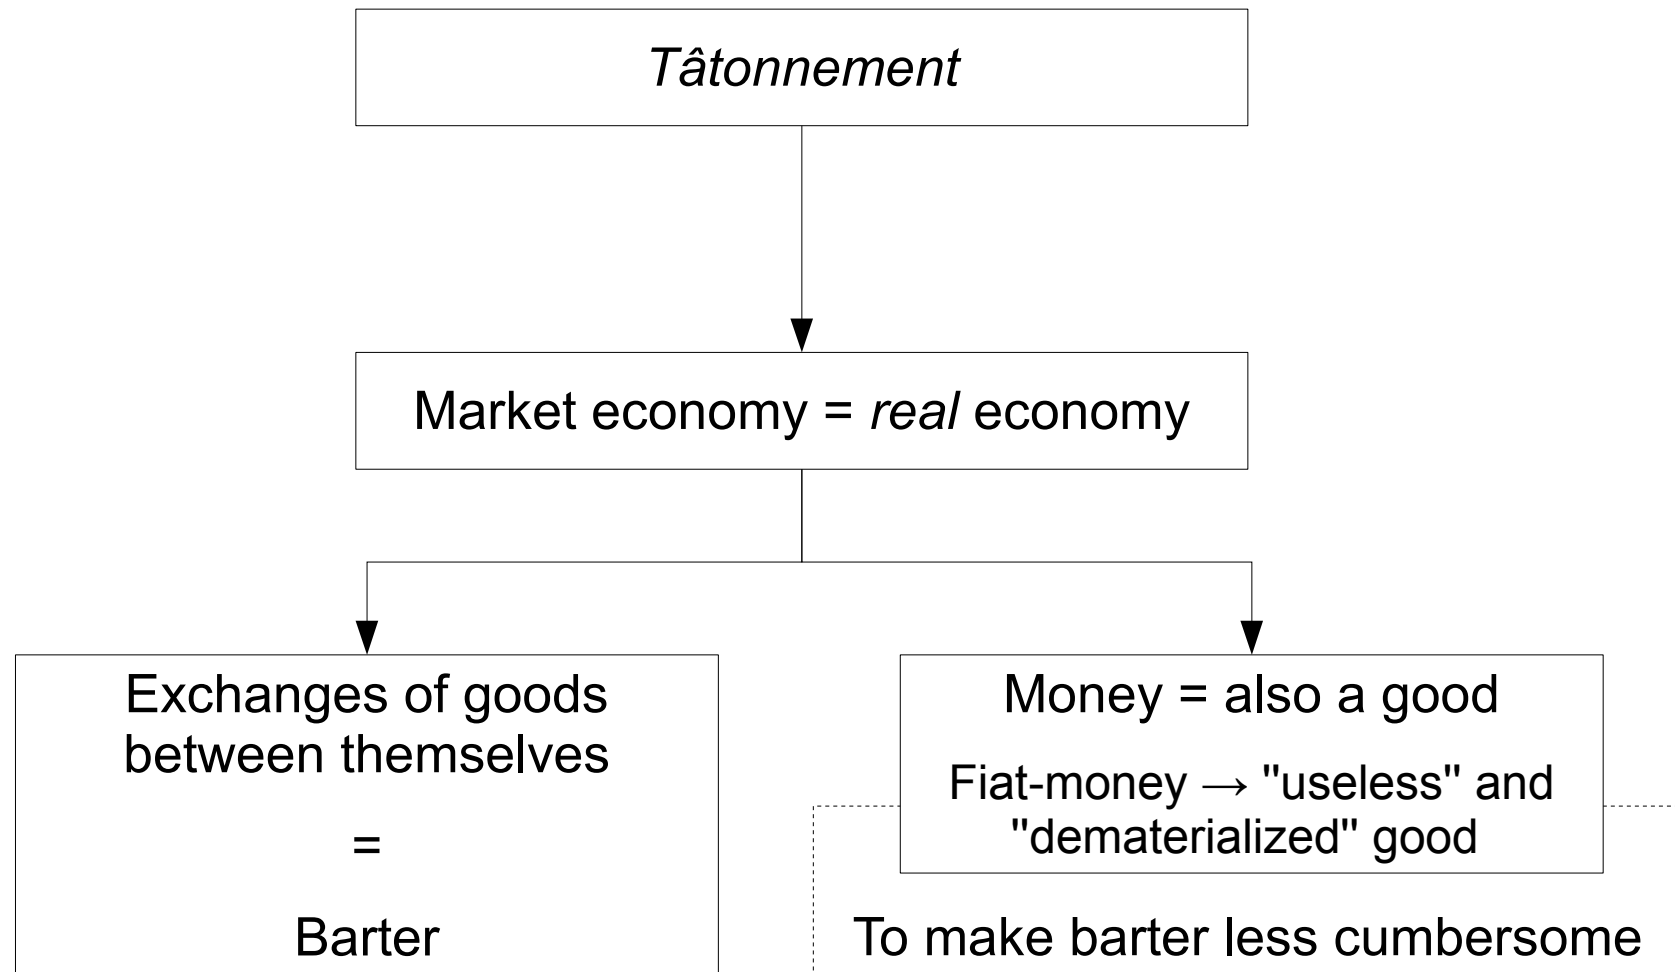 Tâtonnement
Market economy = real economy
Exchanges of goods
between themselves
=
Barter
Money = also a good
Fiat-money → "useless" and
"dematerialized" good
To make barter less cumbersome